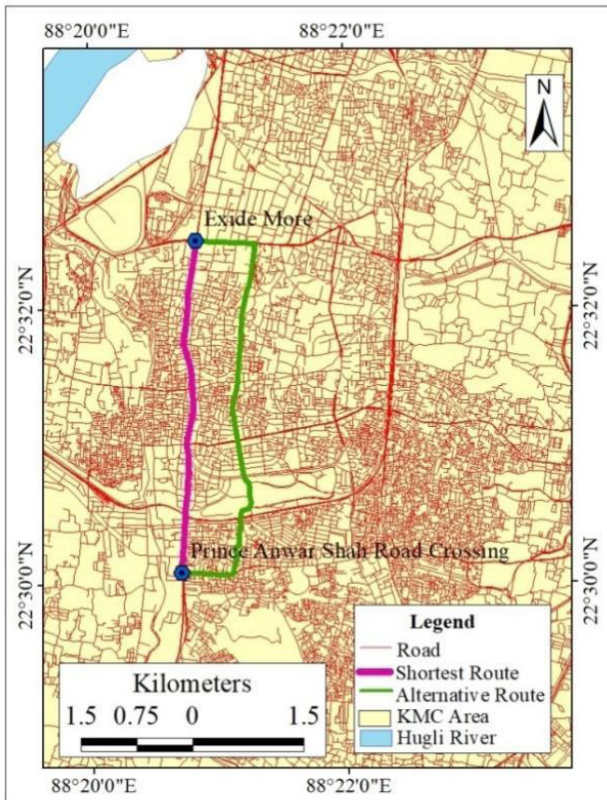 88°20'0"E
88°22'0"E
N
Exide More
22°32'0"N
22°32'0"N
Prince Anwar Shah Road Crossing
22°30'0"N
22°30'0"N
Legend
Road
Shortest Route
Alternative Route
KMC Area
Hugli River
Kilometers
1.5 0.75 0 1.5
88°20'0"E
88°22'0"E